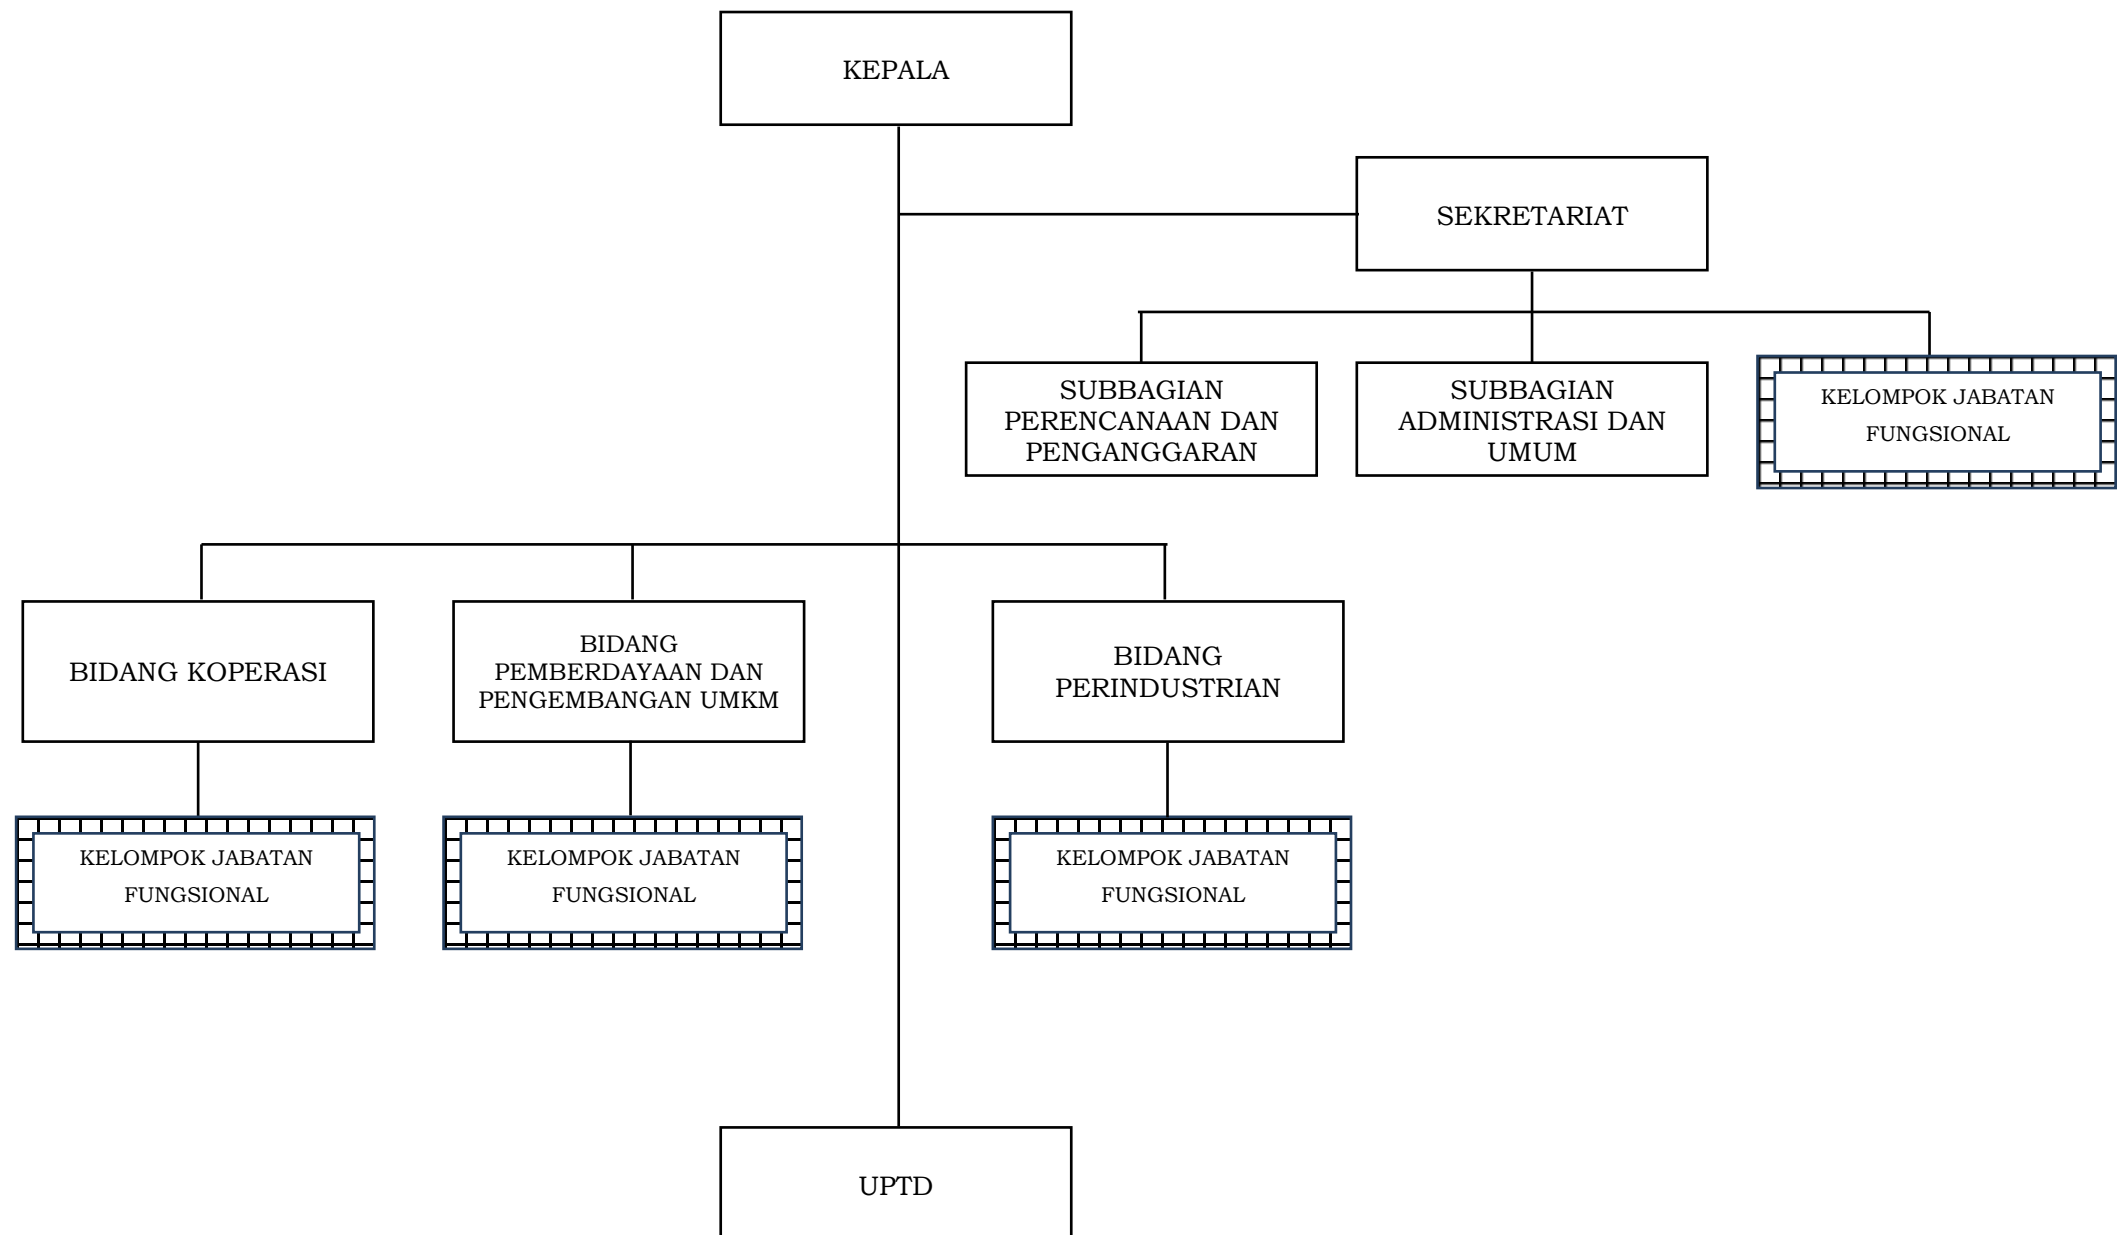 KEPALA
SEKRETARIAT
SUBBAGIAN
PERENCANAAN DAN
PENGANGGARAN
SUBBAGIAN
ADMINISTRASI DAN
UMUM
KELOMPOK JABATAN
FUNGSIONAL
BIDANG KOPERASI
BIDANG
PEMBERDAYAAN DAN
PENGEMBANGAN UMKM
BIDANG
PERINDUSTRIAN
KELOMPOK JABATAN
FUNGSIONAL
KELOMPOK JABATAN
FUNGSIONAL
KELOMPOK JABATAN
FUNGSIONAL
UPTD